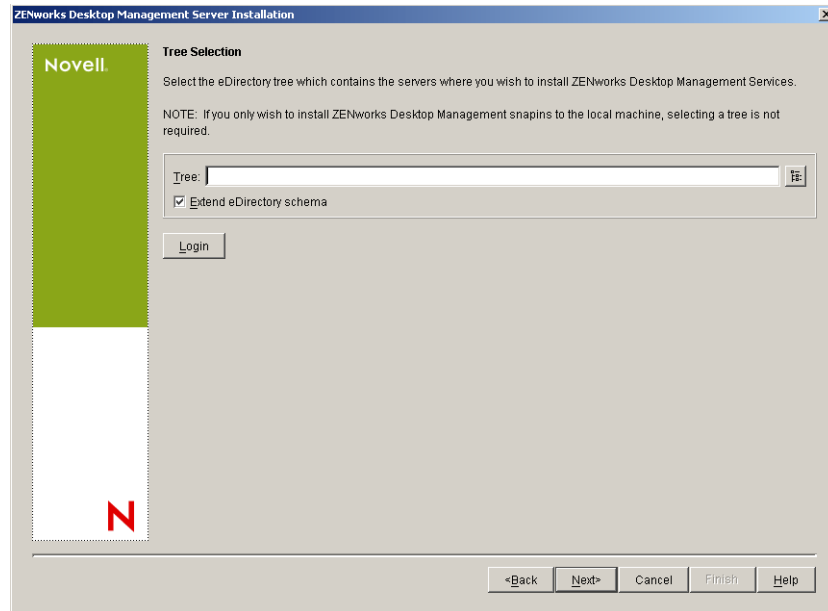 ZENworks Desktop Management Server Installation
Novell.
Tree Selection
Select the eDirectory tree which contains the servers where you wish to install ZENworks Desktop Management Services.
NOTE: If you only wish to install ZENworks Desktop Management snapins to the local machine, selecting a tree is not
required.
Tree:
Extend eDirectory schema
Login
N
<Back Next> Cancel Finish Help